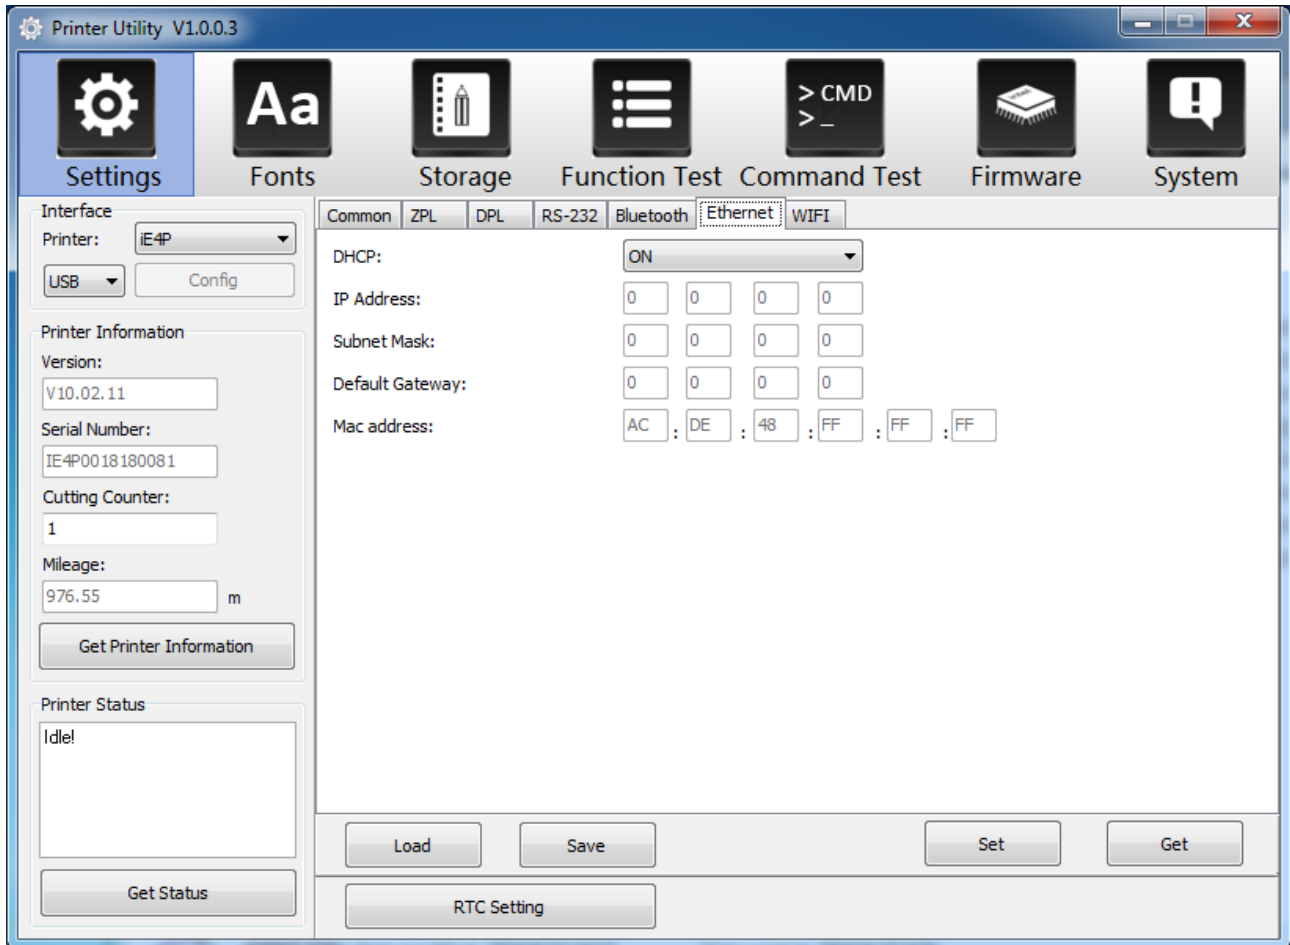 Printer Utility V1.0.0.3
Aa
> CMD
> _
Settings Fonts Storage Function Test Command Test Firmware System
Interface
Printer: iE4P
USB Config
Printer Information
Version:
V10.02.11
Serial Number:
IE4P0018180081
Cutting Counter:
1
Mileage:
976.55 m
Get Printer Information
Printer Status
Idle!
Get Status
Common ZPL DPL RS-232 Bluetooth Ethernet WIFI
DHCP: ON
IP Address: 0 0 0 0
Subnet Mask: 0 0 0 0
Default Gateway: 0 0 0 0
Mac address: AC : DE : 48 : FF : FF : FF
Load Save Set Get
RTC Setting